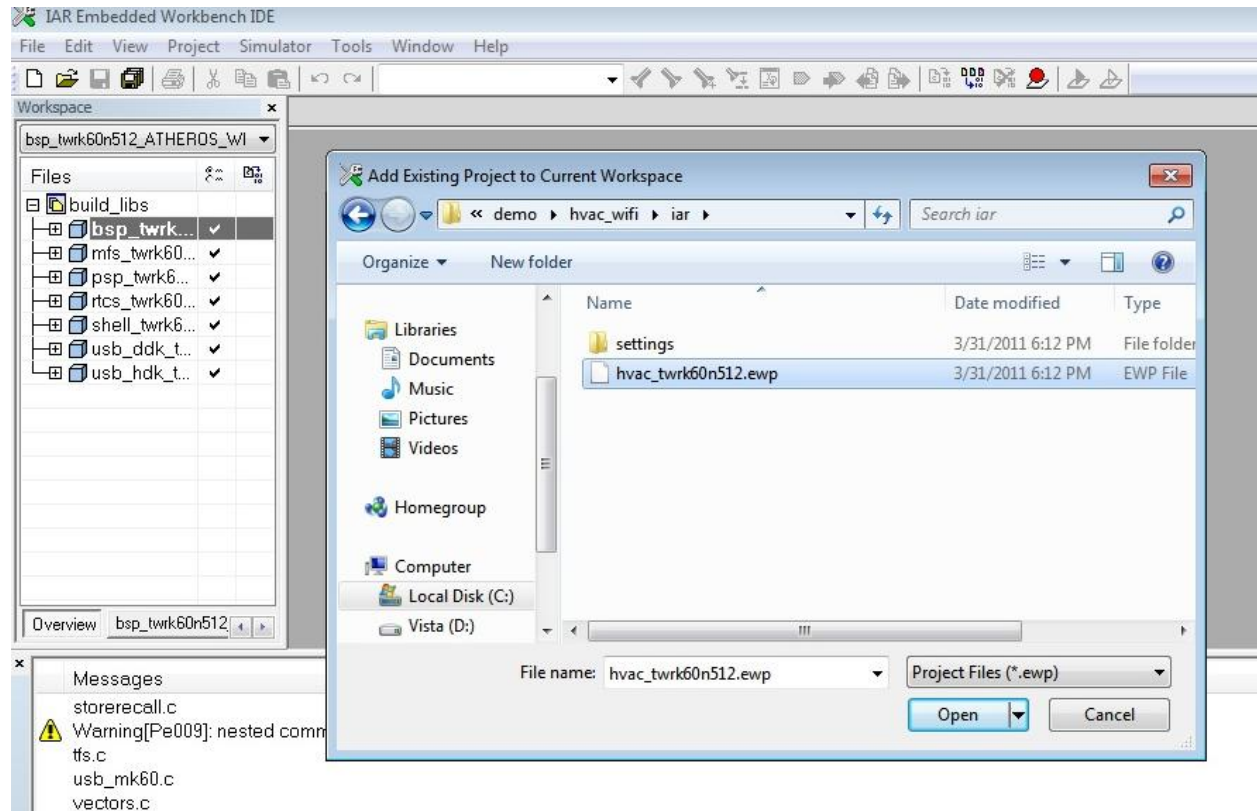 IAR Embedded Workbench IDE
File Edit View Project Simulator Tools Window Help
Workspace
bsp_twrk60n512_ATHEROS_WI
Files
build_libs
bsp_twrk...
mfs_twrk60...
psp_twrk6...
rtcs_twrk60...
shell_twrk6...
usb_ddk_t...
usb_hdk_t...
Overview bsp_twrk60n512
Add Existing Project to Current Workspace
« demo hvac_wifi iar
Search iar
Organize New folder
Name Date modified Type
settings 3/31/2011 6:12 PM File folder
hvac_twrk60n512.ewp 3/31/2011 6:12 PM EWP File
Libraries
Documents
Music
Pictures
Videos
Homegroup
Computer
Local Disk (C:)
Vista (D:)
File name: hvac_twrk60n512.ewp Project Files (*.ewp)
Open Cancel
Messages
storerecall.c
Warning[Pe009]: nested comm
tfs.c
usb_mk60.c
vectors.c